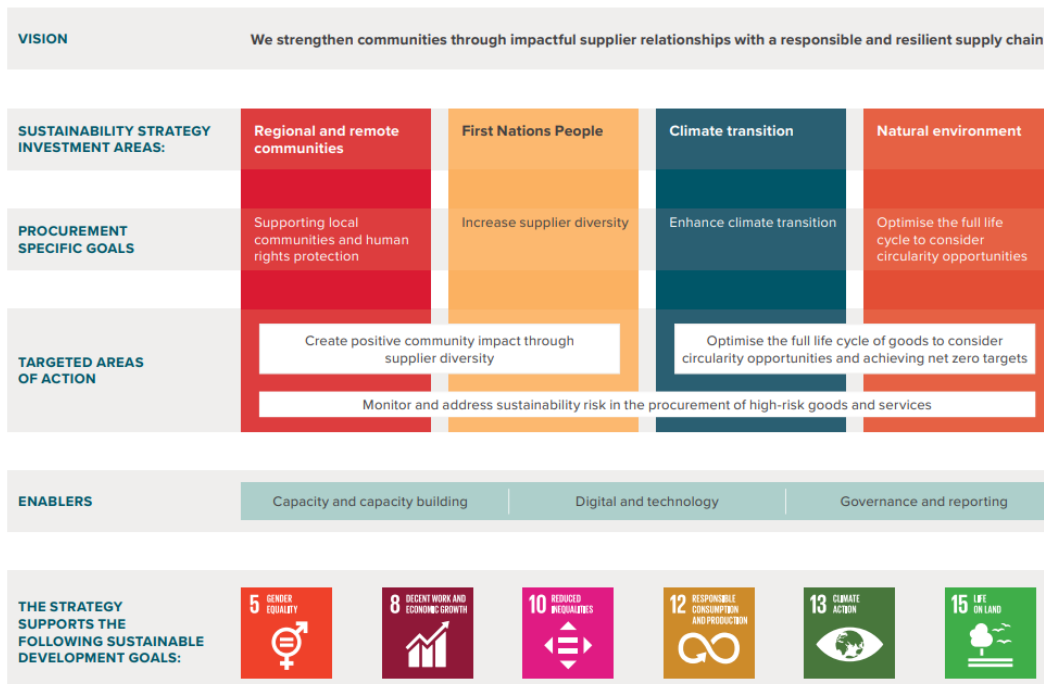 VISION
We strengthen communities through impactful supplier relationships with a responsible and resilient supply chain
SUSTAINABILITY STRATEGY
INVESTMENT AREAS:
Regional and remote
communities
First Nations People
Climate transition
Natural environment
PROCUREMENT
SPECIFIC GOALS
Supporting local
communities and human
rights protection
Increase supplier diversity
Enhance climate transition
Optimise the full life
cycle to consider
circularity opportunities
TARGETED AREAS
OF ACTION
Create positive community impact through
supplier diversity
Optimise the full life cycle of goods to consider
circularity opportunities and achieving net zero targets
Monitor and address sustainability risk in the procurement of high-risk goods and services
ENABLERS
Capacity and capacity building
Digital and technology
Governance and reporting
THE STRATEGY
SUPPORTS THE
FOLLOWING SUSTAINABLE
DEVELOPMENT GOALS:
5 GENDER
EQUALITY
8 DECENT WORK AND
ECONOMIC GROWTH
10 REDUCED
INEQUALITIES
12 RESPONSIBLE
CONSUMPTION
AND PRODUCTION
13 CLIMATE
ACTION
15 LIFE
ON LAND